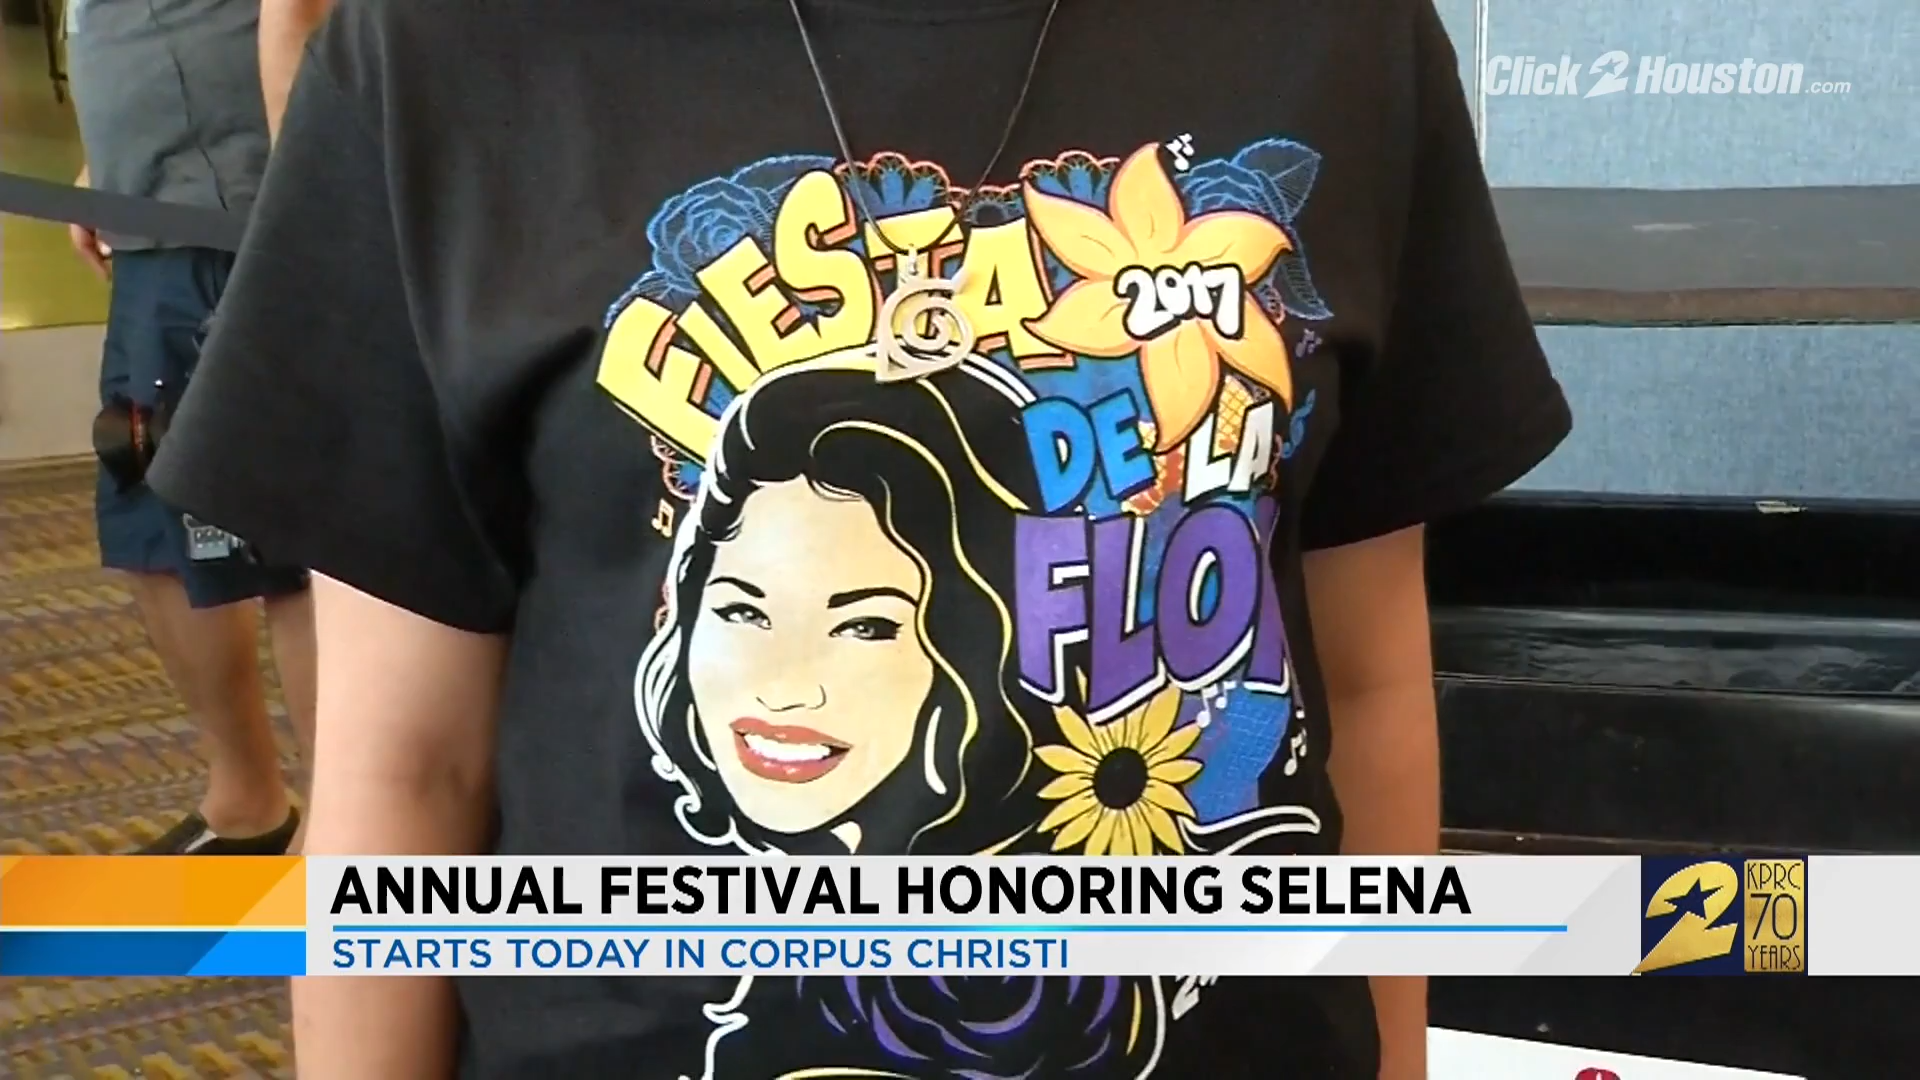 Click2Houston.com
FIESTA
2017
DE LA
FLOR
ANNUAL FESTIVAL HONORING SELENA
STARTS TODAY IN CORPUS CHRISTI
2
KPRC
70
YEARS